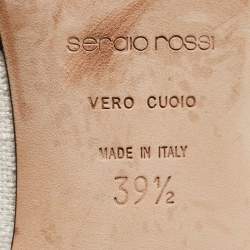 sergio rossi
VERO CUOIO
MADE IN ITALY
39½